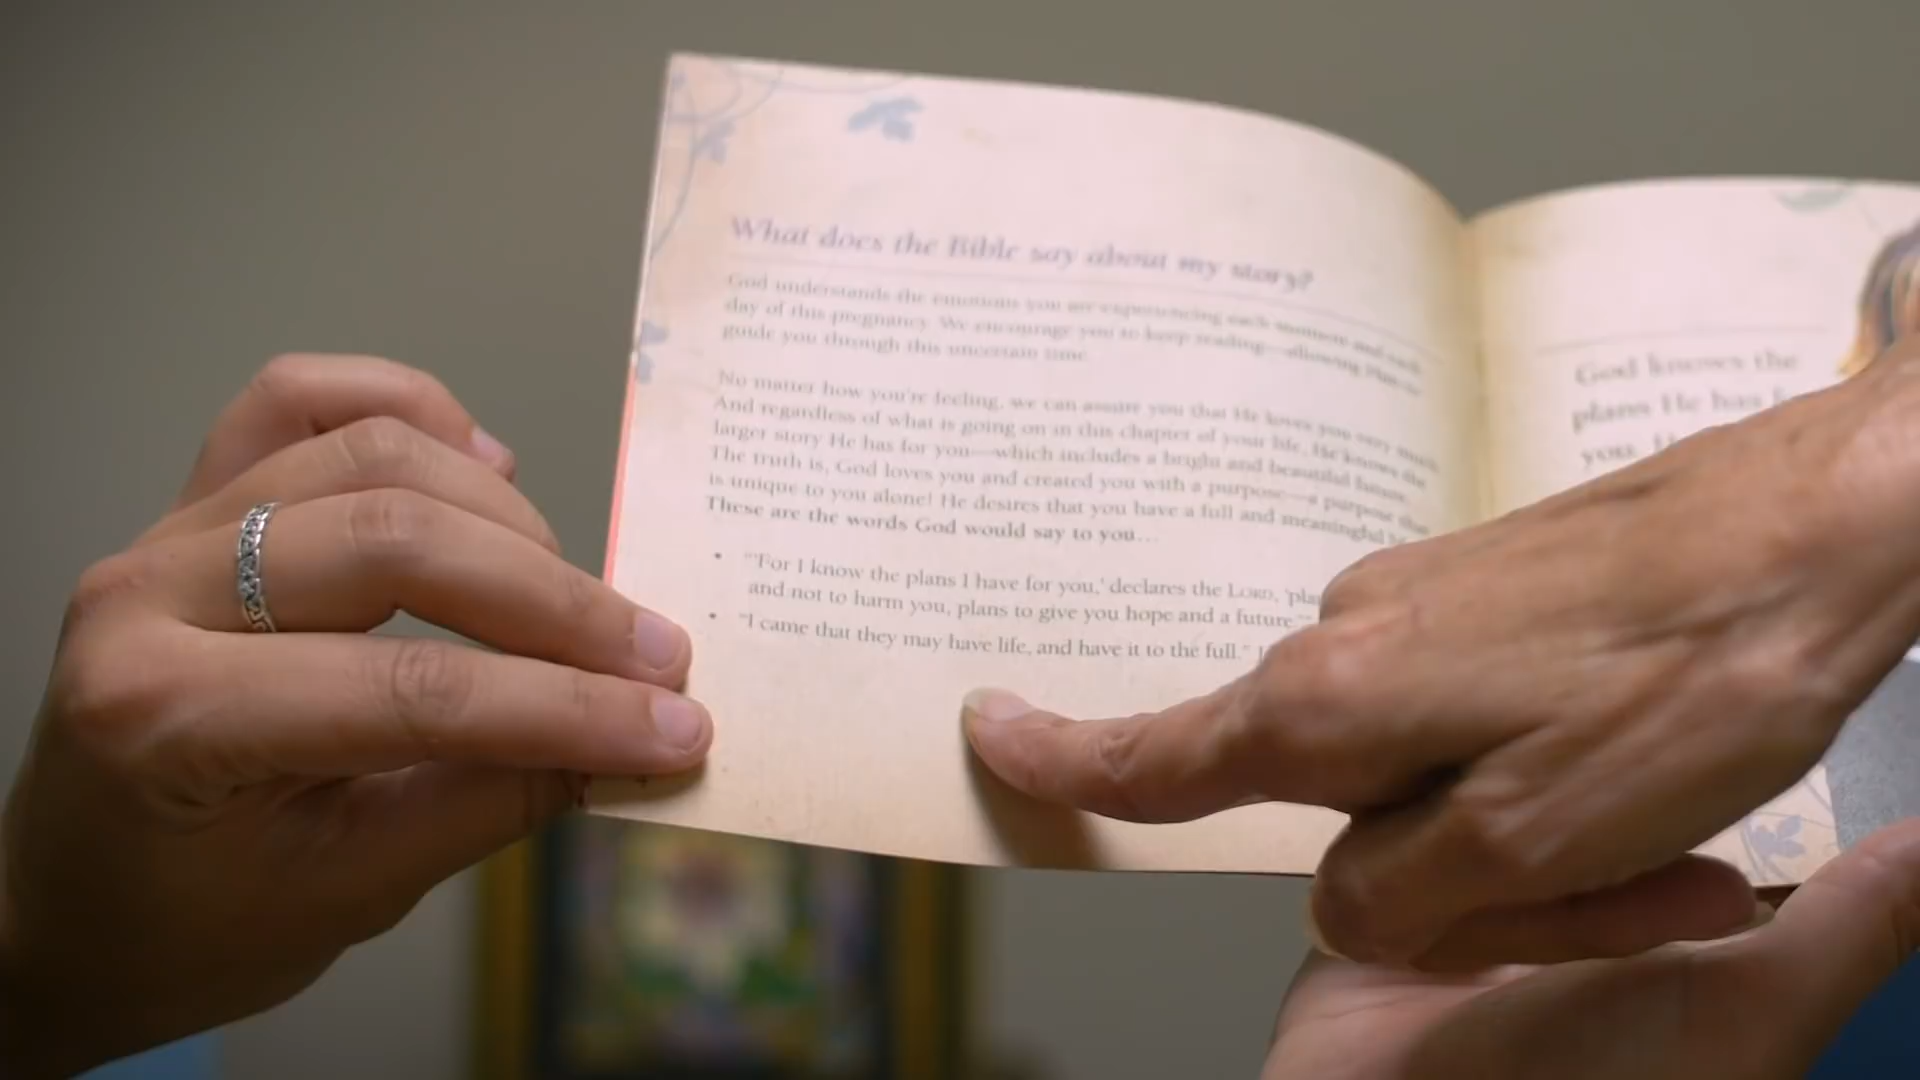 What does the Bible say about my story?
God understands the emotions you are experiencing each moment and each
day of this pregnancy. We encourage you to keep reading—allowing Him to
guide you through this uncertain time.
No matter how you're feeling, we can assure you that He loves you very much.
And regardless of what is going on in this chapter of your life, He knows the
larger story He has for you—which includes a bright and beautiful future.
The truth is, God loves you and created you with a purpose—a purpose that
is unique to you alone! He desires that you have a full and meaningful
These are the words God would say to you…
• "'For I know the plans I have for you,' declares the LORD,
and not to harm you, plans to give you hope and a future.'"
• "I came that they may have life, and have it to the full."
God knows the
plans He has
you.